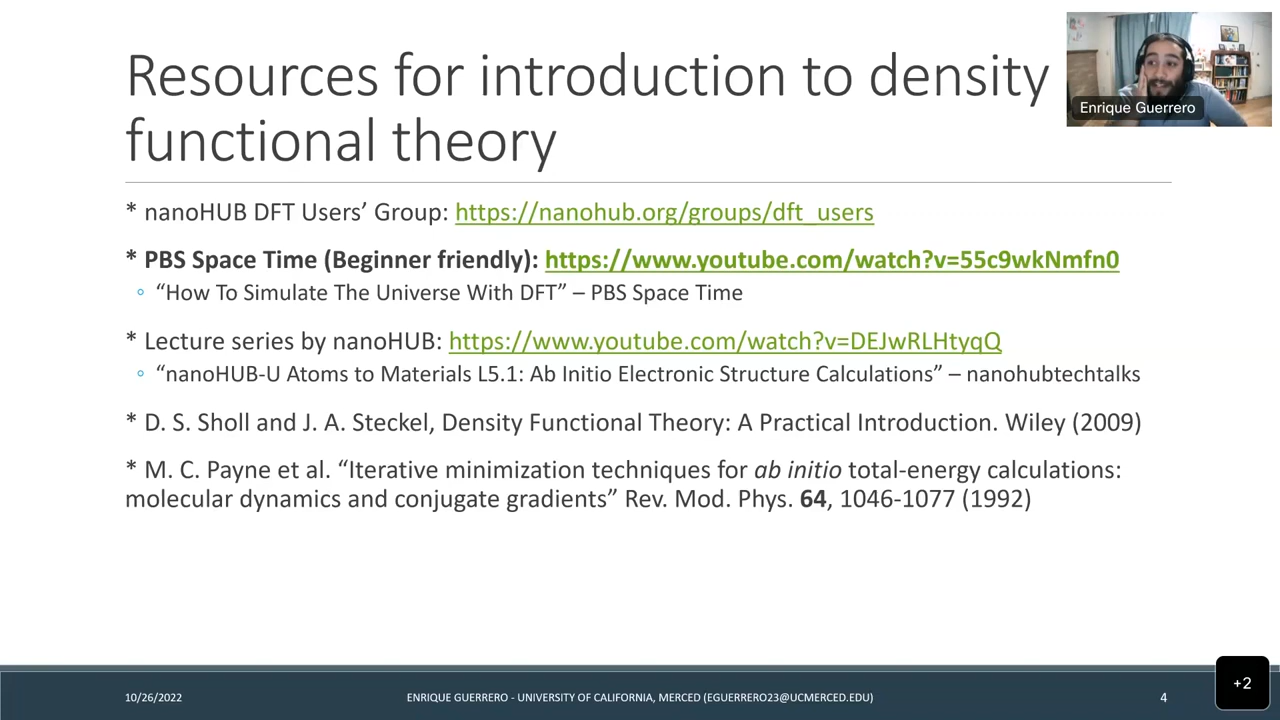 Resources for introduction to density
functional theory
Enrique Guerrero
* nanoHUB DFT Users’ Group: https://nanohub.org/groups/dft_users
* PBS Space Time (Beginner friendly): https://www.youtube.com/watch?v=55c9wkNmfn0
◦ “How To Simulate The Universe With DFT” – PBS Space Time
* Lecture series by nanoHUB: https://www.youtube.com/watch?v=DEJwRLHtyqQ
◦ “nanoHUB-U Atoms to Materials L5.1: Ab Initio Electronic Structure Calculations” – nanohubtechtalks
* D. S. Sholl and J. A. Steckel, Density Functional Theory: A Practical Introduction. Wiley (2009)
* M. C. Payne et al. “Iterative minimization techniques for ab initio total-energy calculations:
molecular dynamics and conjugate gradients” Rev. Mod. Phys. 64, 1046-1077 (1992)
10/26/2022
ENRIQUE GUERRERO - UNIVERSITY OF CALIFORNIA, MERCED (EGUERRERO23@UCMERCED.EDU)
4
+2